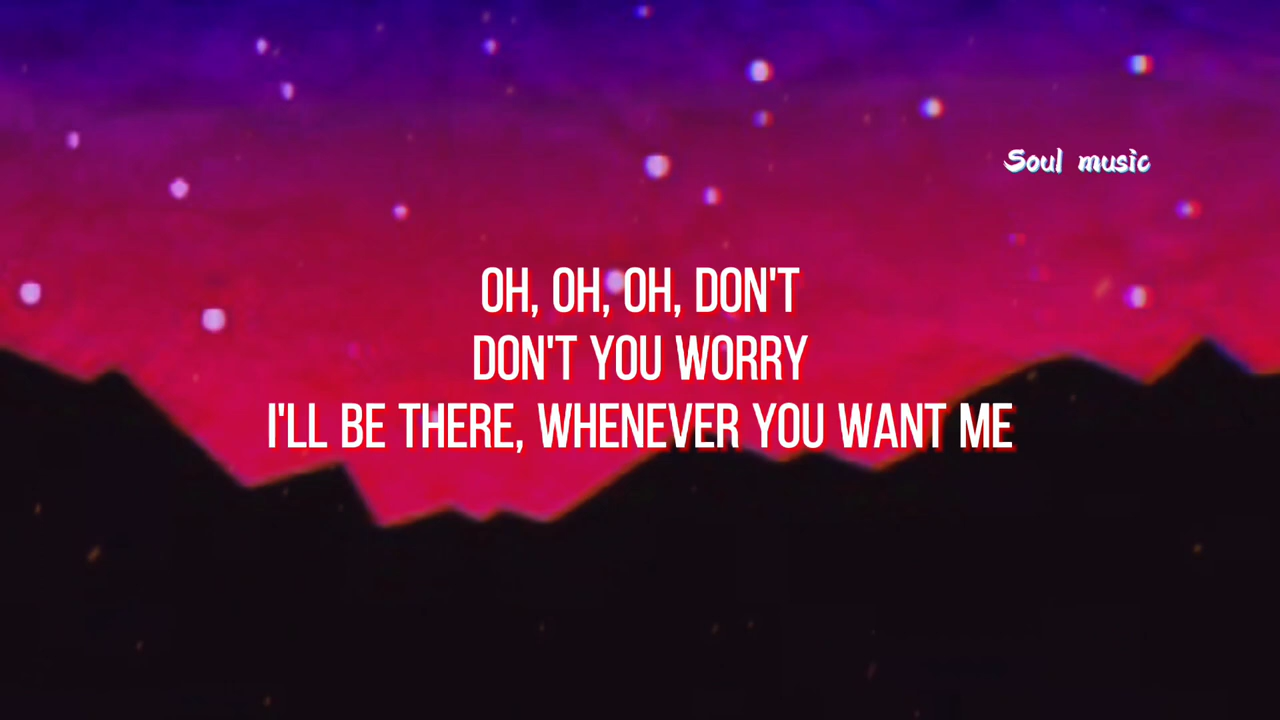 Soul music
OH, OH, OH, DON'T
DON'T YOU WORRY
I'LL BE THERE, WHENEVER YOU WANT ME